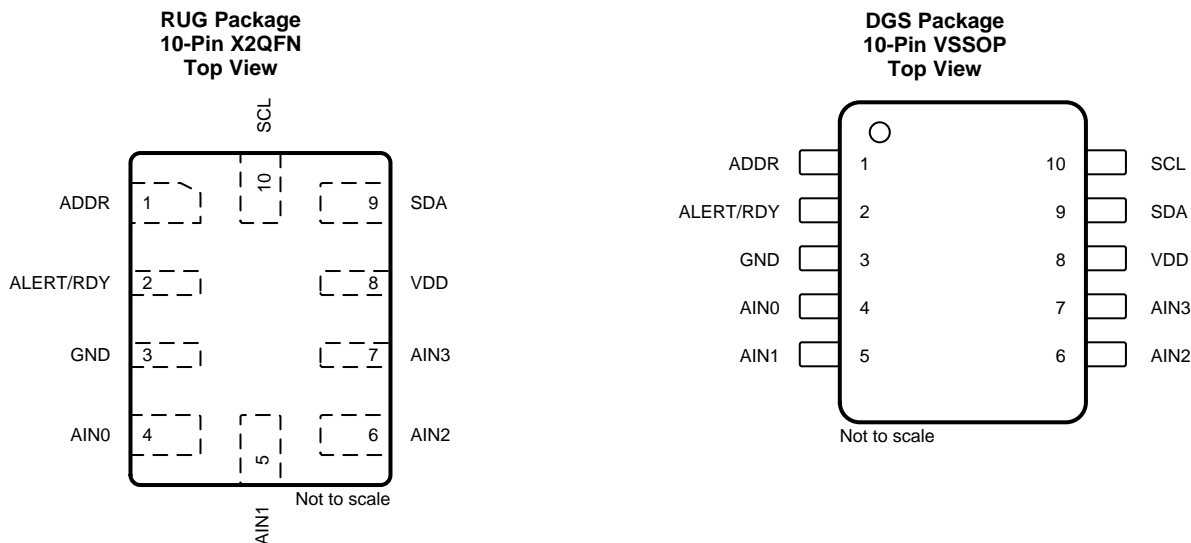 RUG Package
10-Pin X2QFN
Top View
SCL
10
ADDR 1 9 SDA
ALERT/RDY 2 8 VDD
GND 3 7 AIN3
AIN0 4 6 AIN2
5
Not to scale
AIN1
DGS Package
10-Pin VSSOP
Top View
ADDR 1 10 SCL
ALERT/RDY 2 9 SDA
GND 3 8 VDD
AIN0 4 7 AIN3
AIN1 5 6 AIN2
Not to scale